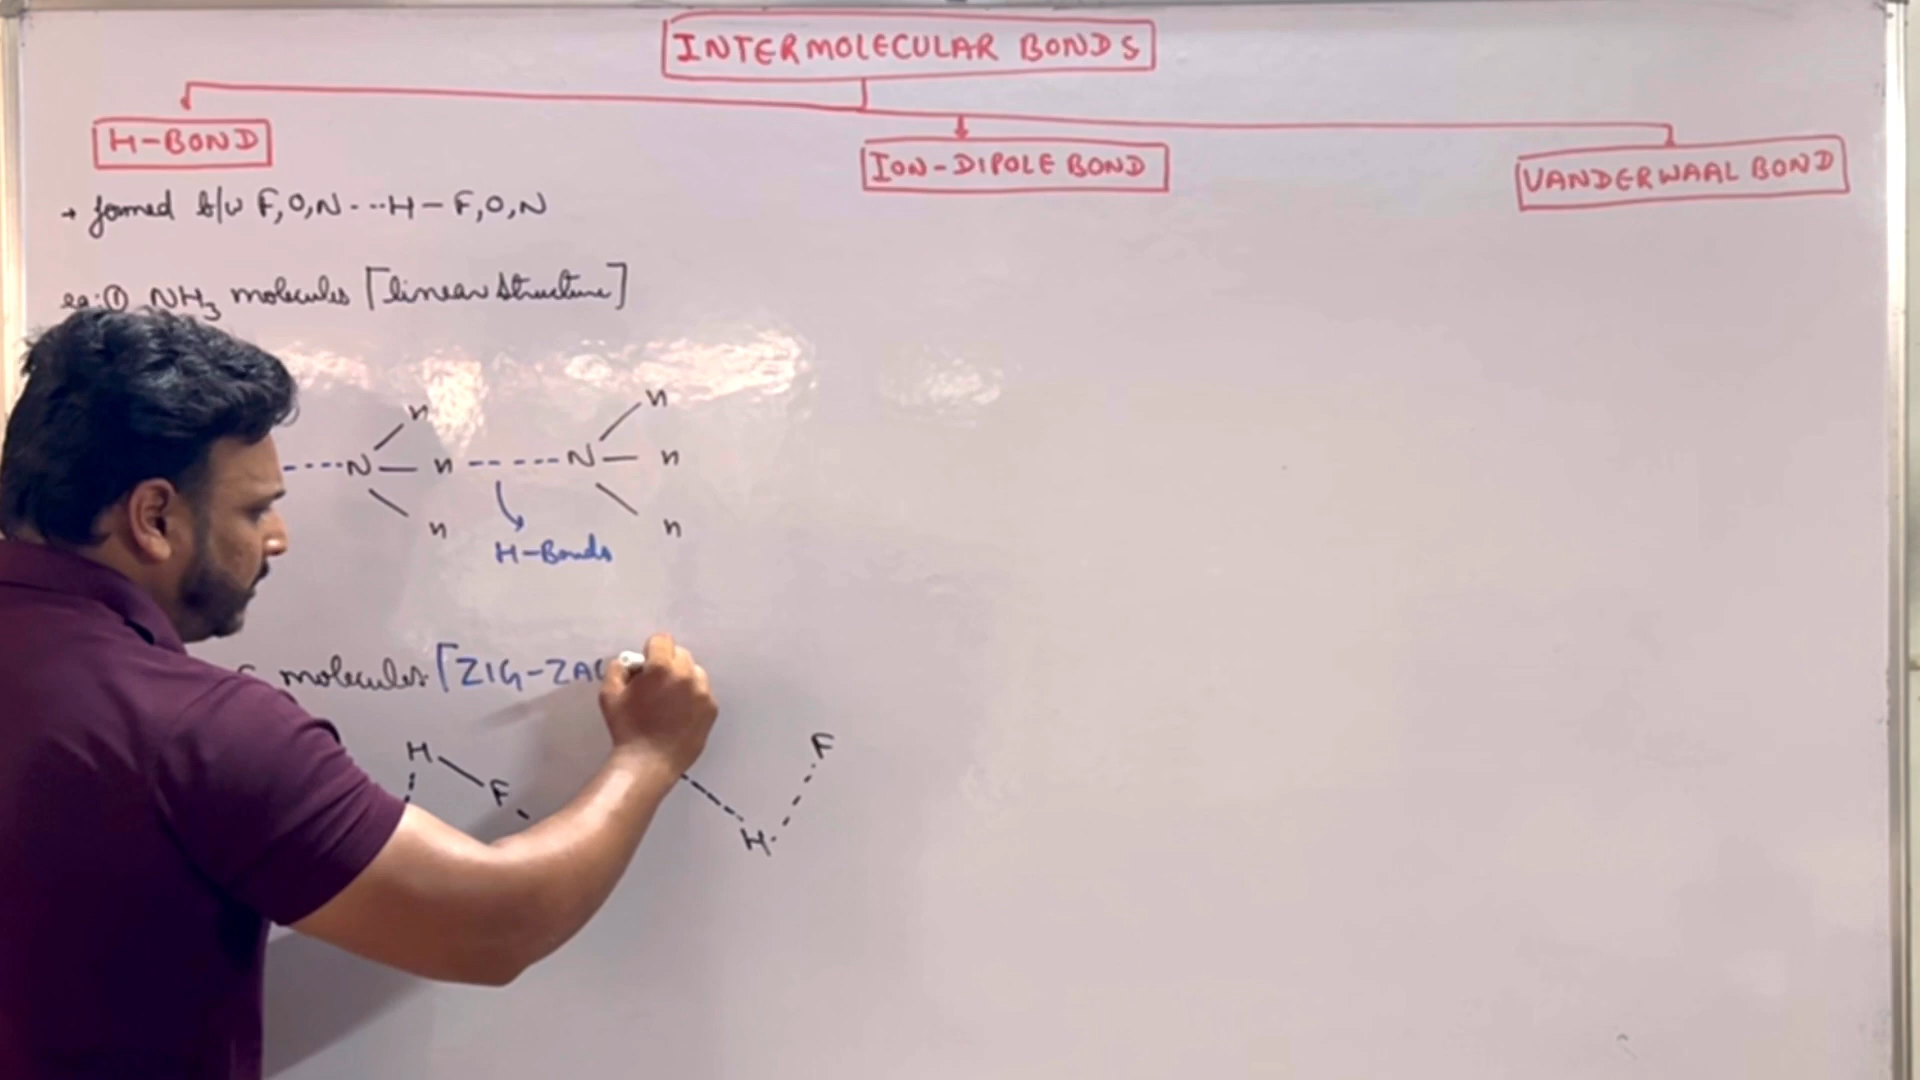 INTERMOLECULAR BONDS
H-BOND
ION-DIPOLE BOND
VANDERWAAL BOND
→ formed b/w F,O,N----H-F,O,N
eg:① NH3 molecules [linear structure]
H H
----N-H-----N-H
H H
H-Bonds
molecules [ZIG-ZAG
H F
F
H